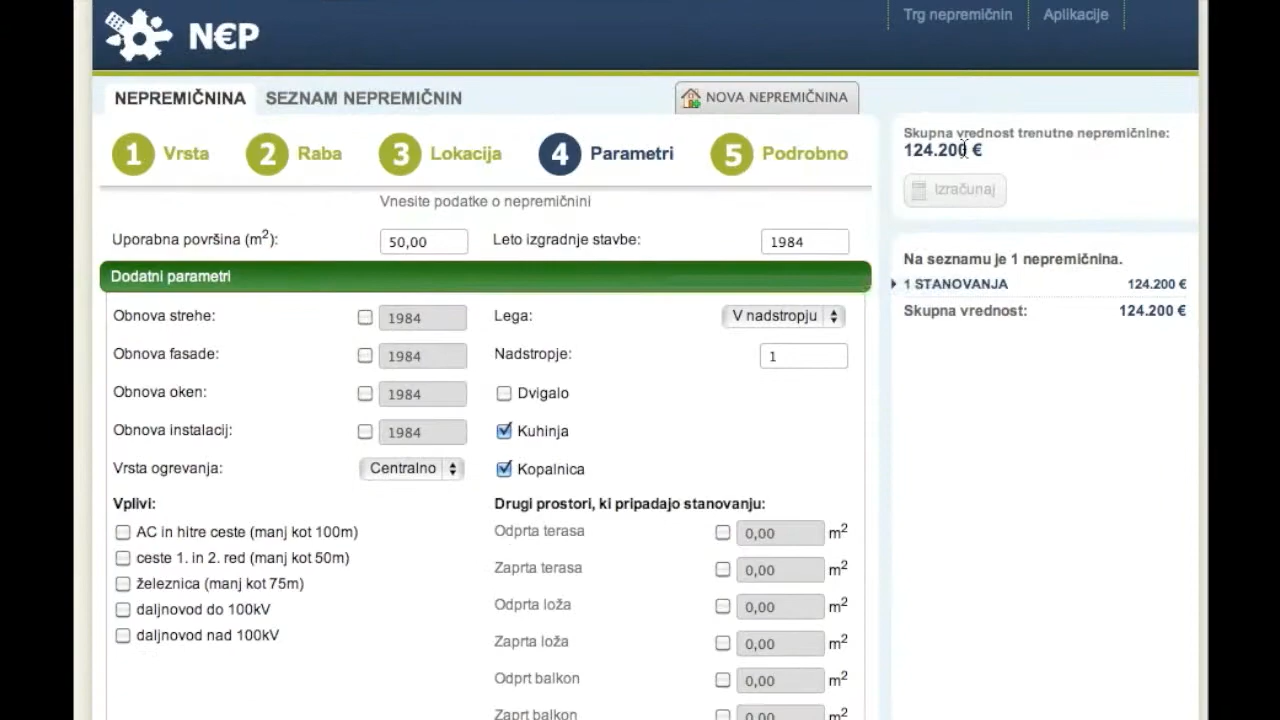 N€P
Trg nepremičnin
Aplikacije
NEPREMIČNINA
SEZNAM NEPREMIČNIN
NOVA NEPREMIČNINA
1 Vrsta
2 Raba
3 Lokacija
4 Parametri
5 Podrobno
Skupna vrednost trenutne nepremičnine:
124.200 €
Izračunaj
Vnesite podatke o nepremičnini
Uporabna površina (m²): 50,00
Leto izgradnje stavbe: 1984
Na seznamu je 1 nepremičnina.
1 STANOVANJA 124.200 €
Skupna vrednost: 124.200 €
Dodatni parametri
Obnova strehe: 1984
Obnova fasade: 1984
Obnova oken: 1984
Obnova instalacij: 1984
Vrsta ogrevanja: Centralno
Vplivi:
AC in hitre ceste (manj kot 100m)
ceste 1. in 2. red (manj kot 50m)
železnica (manj kot 75m)
daljnovod do 100kV
daljnovod nad 100kV
Lega: V nadstropju
Nadstropje: 1
Dvigalo
Kuhinja
Kopalnica
Drugi prostori, ki pripadajo stanovanju:
Odprta terasa 0,00 m²
Zaprta terasa 0,00 m²
Odprta loža 0,00 m²
Zaprta loža 0,00 m²
Odprt balkon 0,00 m²
Zaprt balkon 0,00 m²